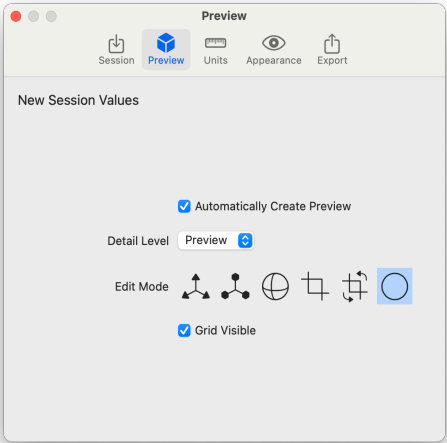 Preview
Session
Preview
Units
Appearance
Export
New Session Values
Automatically Create Preview
Detail Level Preview
Edit Mode
Grid Visible